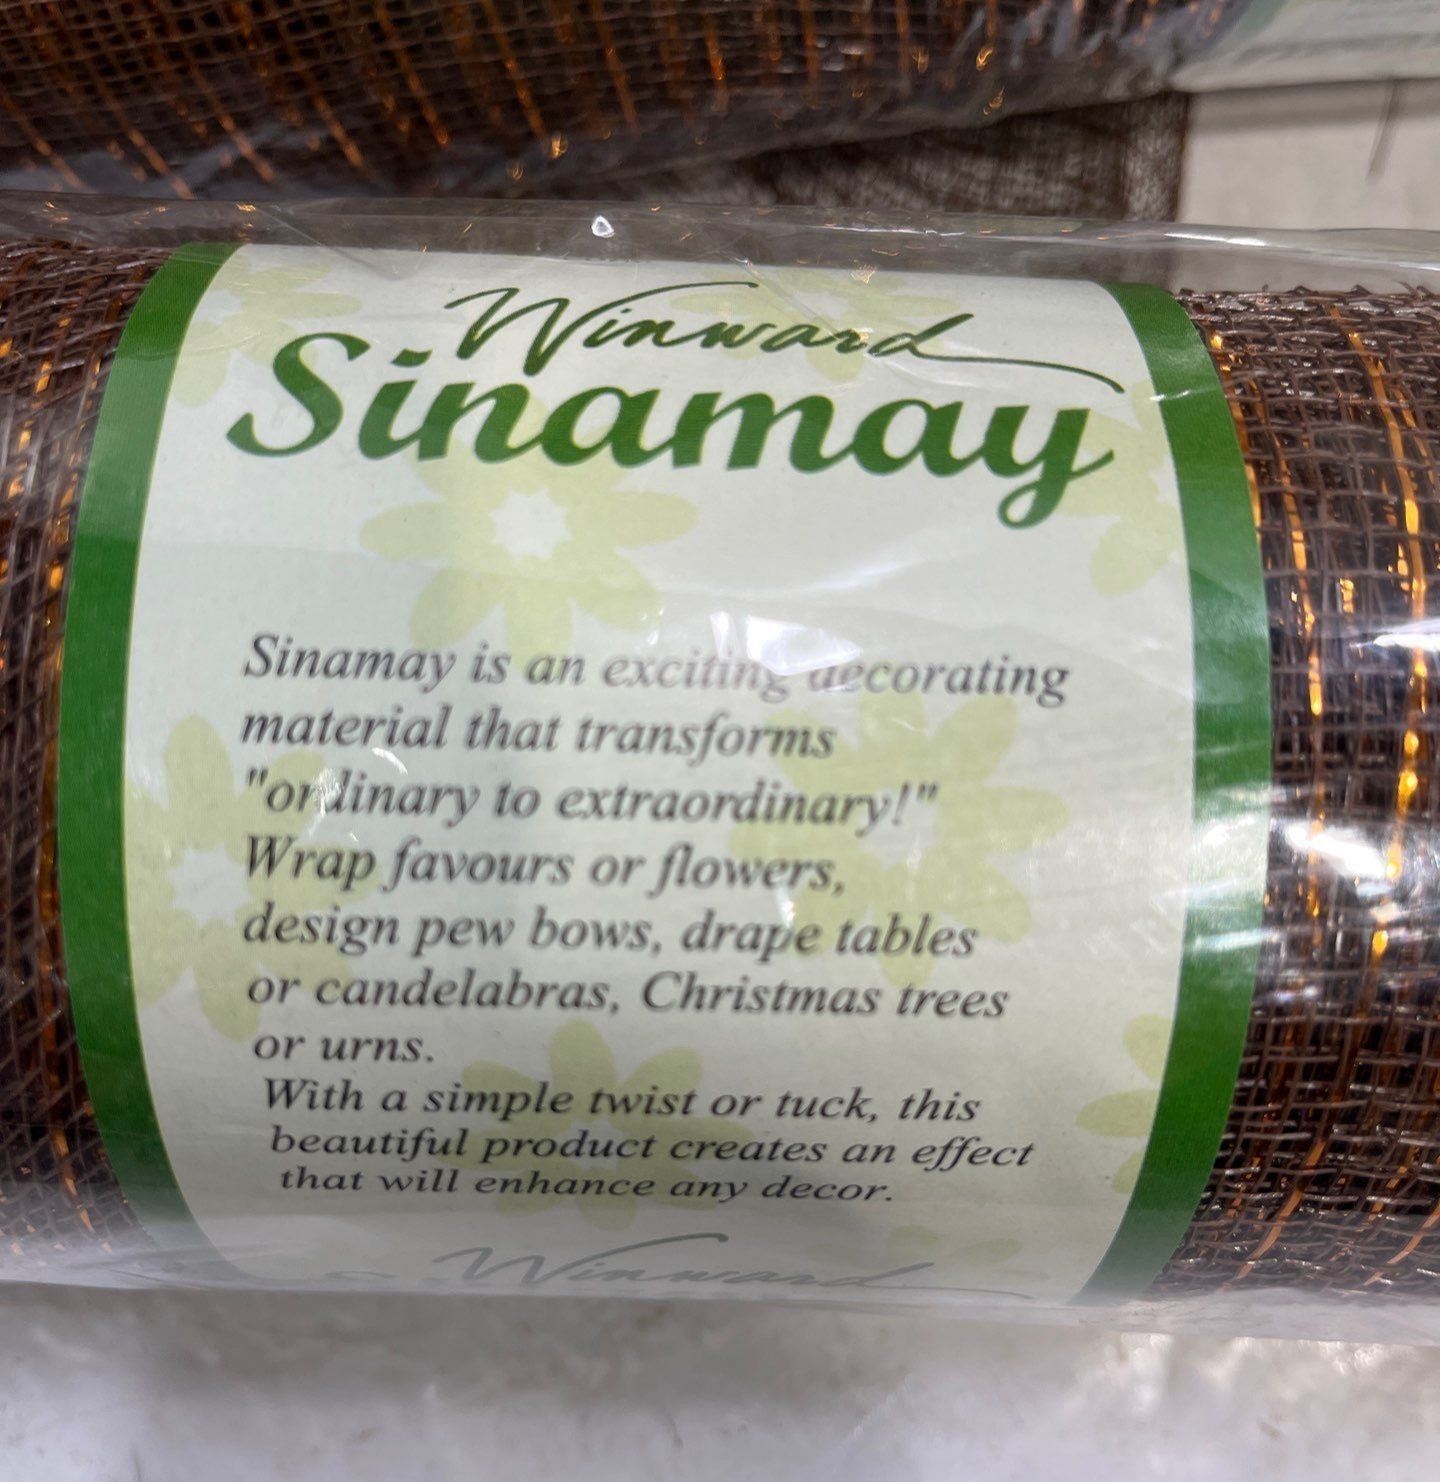 Winward
Sinamay
Sinamay is an exciting decorating
material that transforms
"ordinary to extraordinary!"
Wrap favours or flowers,
design pew bows, drape tables
or candelabras, Christmas trees
or urns.
With a simple twist or tuck, this
beautiful product creates an effect
that will enhance any decor.
Winward